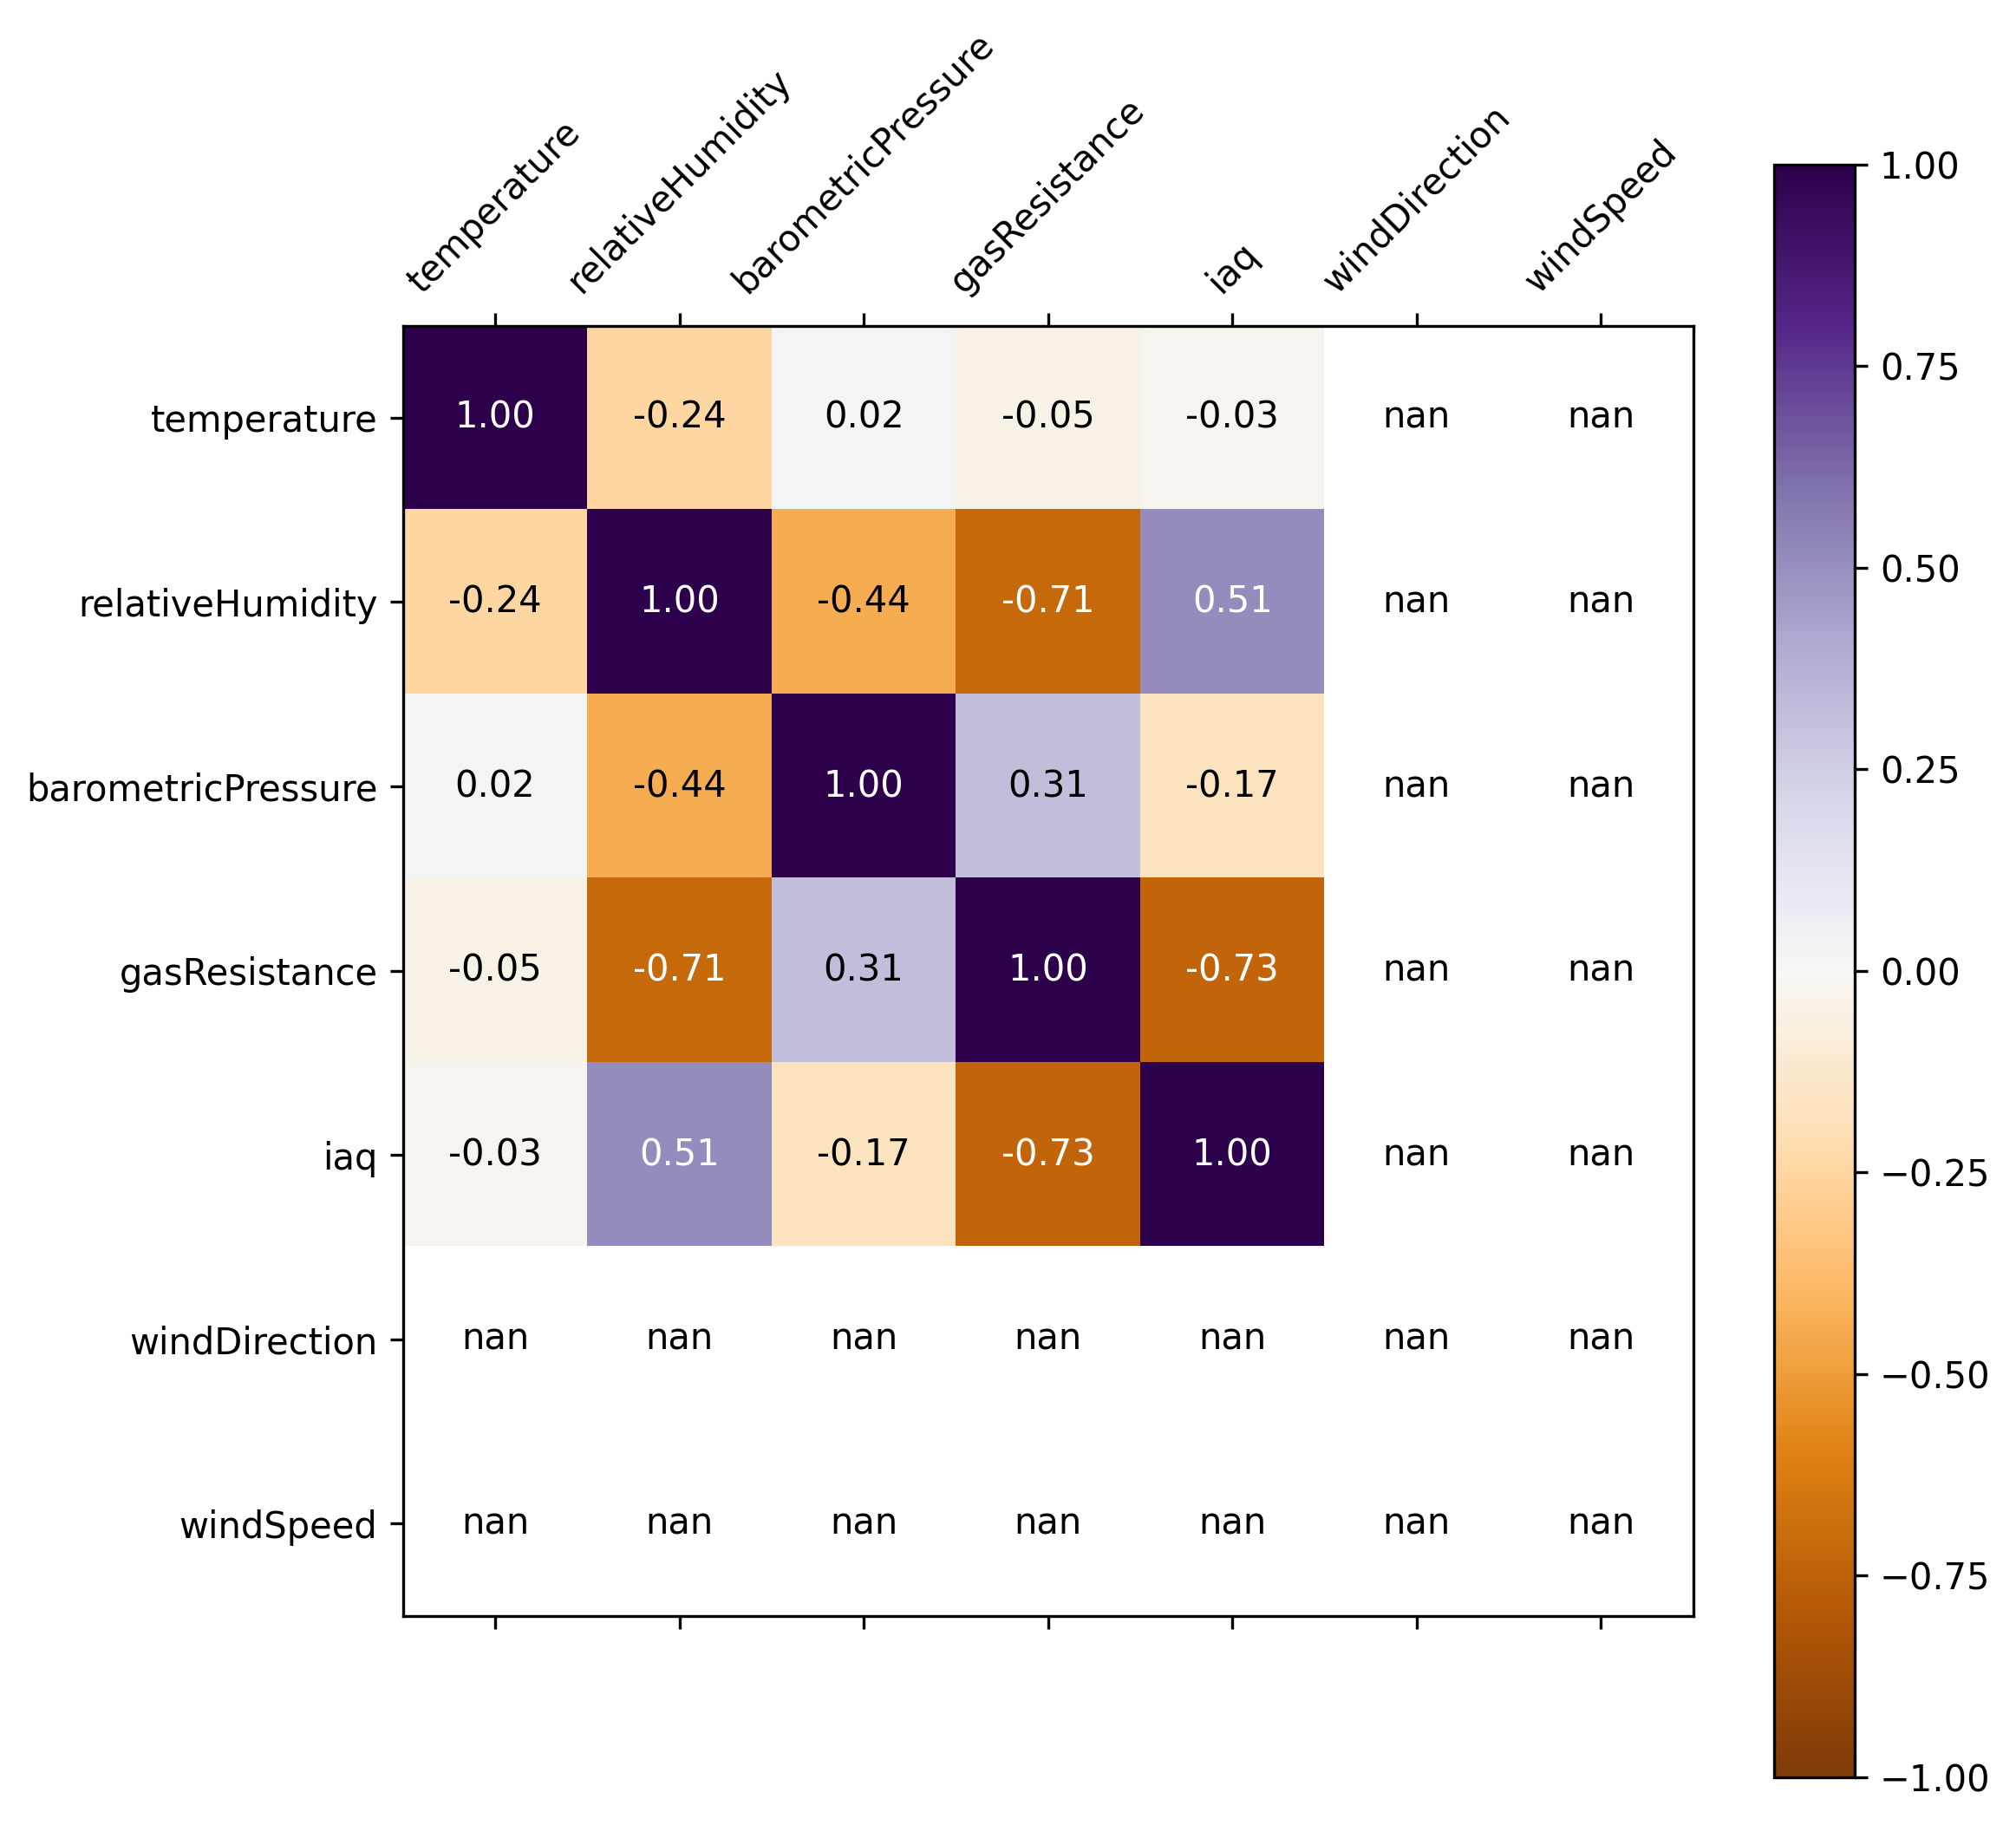 temperature
relativeHumidity
barometricPressure
gasResistance
iaq
windDirection
windSpeed
temperature 1.00 -0.24 0.02 -0.05 -0.03 nan nan
relativeHumidity -0.24 1.00 -0.44 -0.71 0.51 nan nan
barometricPressure 0.02 -0.44 1.00 0.31 -0.17 nan nan
gasResistance -0.05 -0.71 0.31 1.00 -0.73 nan nan
iaq -0.03 0.51 -0.17 -0.73 1.00 nan nan
windDirection nan nan nan nan nan nan nan
windSpeed nan nan nan nan nan nan nan
1.00
0.75
0.50
0.25
0.00
−0.25
−0.50
−0.75
−1.00